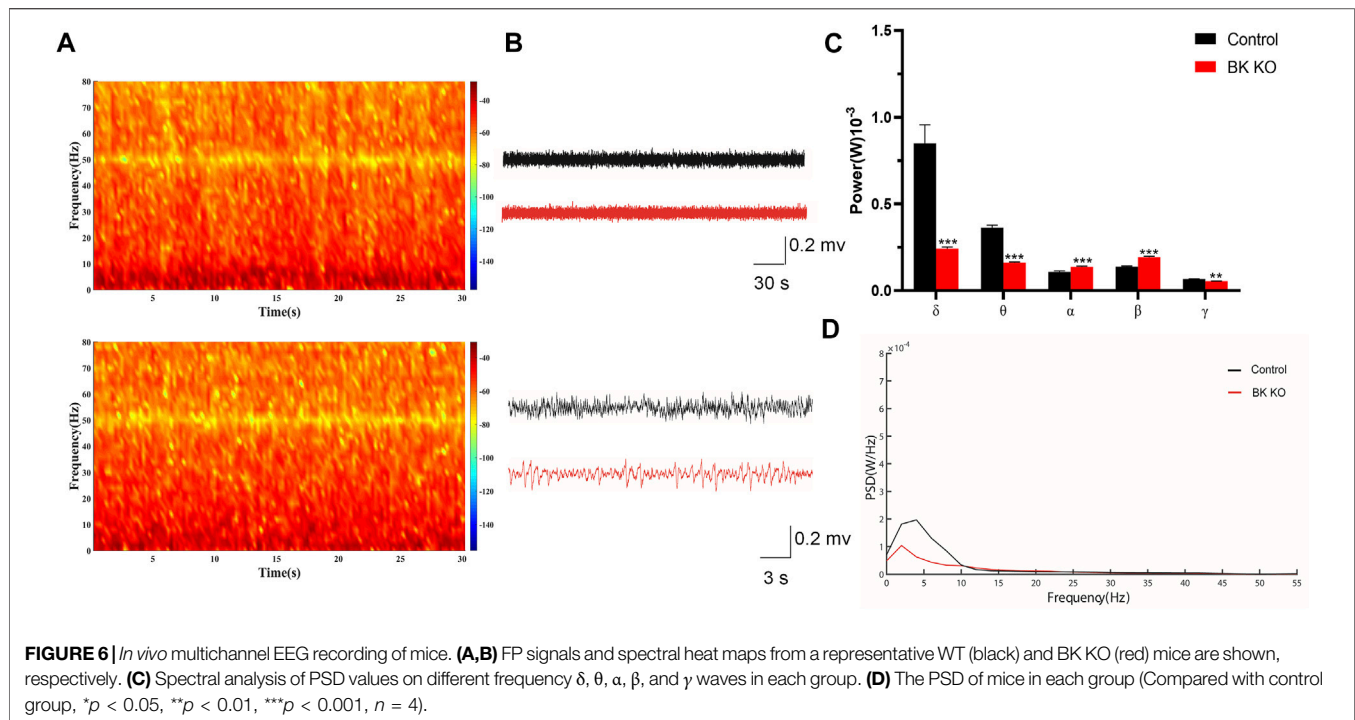 A
B
C
80
70
60
50
40
30
20
10
0
Frequency(Hz)
5
10
15
20
25
30
Time(s)
-40
-60
-80
-100
-120
-140
0.2 mv
30 s
1.5
1.0
0.5
0.0
Power(W)10-3
Control
BK KO
***
***
***
***
**
δ
θ
α
β
γ
80
70
60
50
40
30
20
10
0
Frequency(Hz)
5
10
15
20
25
30
Time(s)
-40
-60
-80
-100
-120
-140
0.2 mv
3 s
D
×10-4
8
6
4
2
0
PSD(W/Hz)
Control
BK KO
0
5
10
15
20
25
30
35
40
45
50
55
Frequency(Hz)
FIGURE 6 | In vivo multichannel EEG recording of mice. (A,B) FP signals and spectral heat maps from a representative WT (black) and BK KO (red) mice are shown,
respectively. (C) Spectral analysis of PSD values on different frequency δ, θ, α, β, and γ waves in each group. (D) The PSD of mice in each group (Compared with control
group, *p < 0.05, **p < 0.01, ***p < 0.001, n = 4).